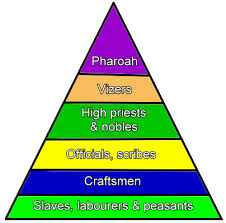 Pharoah
Vizers
High priests
& nobles
Officials, scribes
Craftsmen
Slaves, labourers & peasants